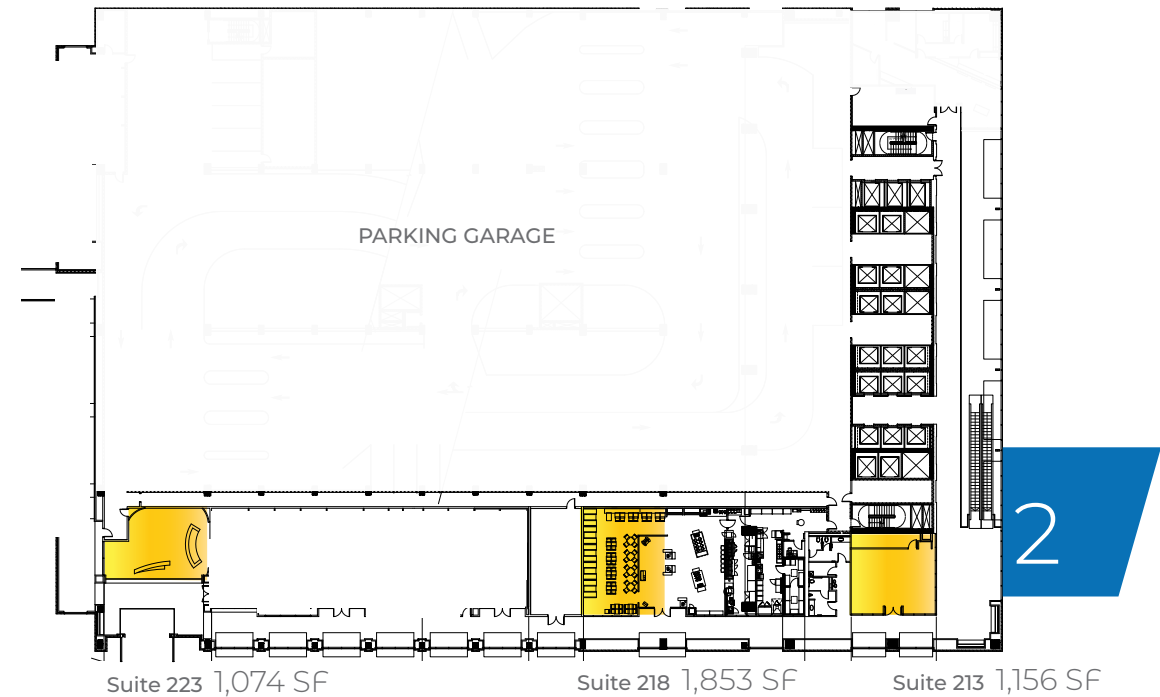 PARKING GARAGE
2
Suite 223 1,074 SF
Suite 218 1,853 SF
Suite 213 1,156 SF